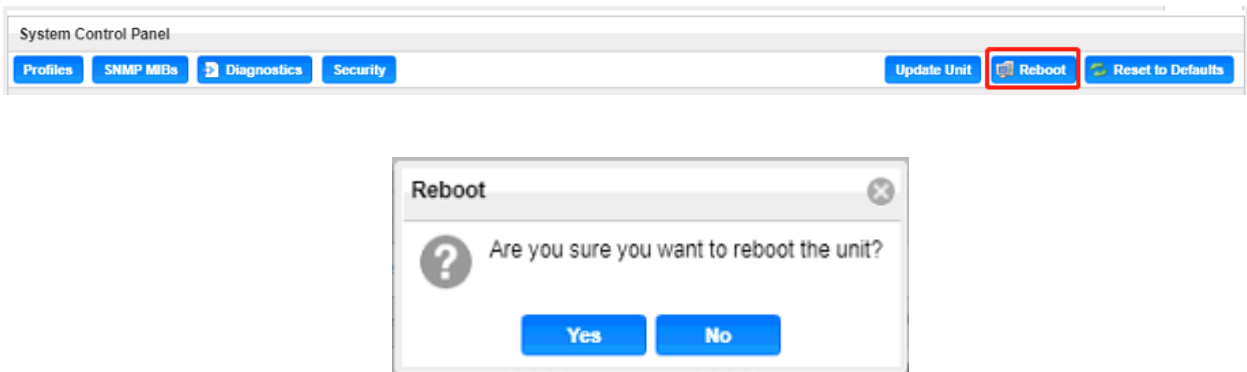 System Control Panel
Profiles SNMP MIBs Diagnostics Security Update Unit Reboot Reset to Defaults
Reboot
Are you sure you want to reboot the unit?
Yes No